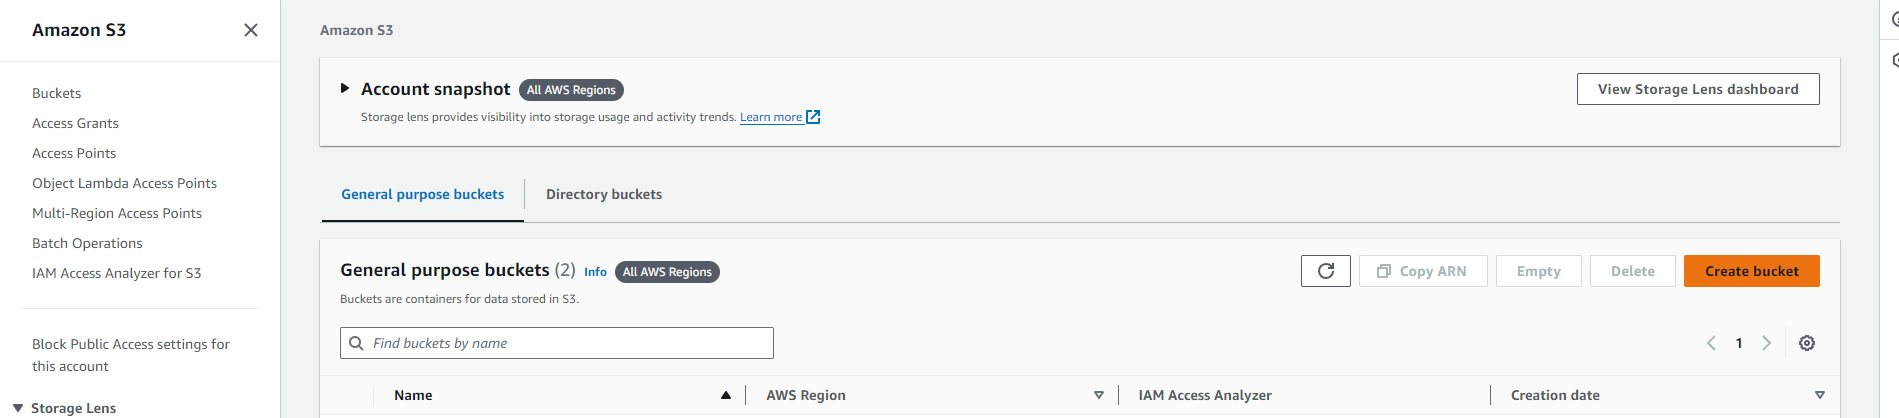 Amazon S3
Buckets
Access Grants
Access Points
Object Lambda Access Points
Multi-Region Access Points
Batch Operations
IAM Access Analyzer for S3
Block Public Access settings for
this account
Storage Lens
Amazon S3
Account snapshot All AWS Regions
View Storage Lens dashboard
Storage lens provides visibility into storage usage and activity trends. Learn more
General purpose buckets Directory buckets
General purpose buckets (2) Info All AWS Regions
Copy ARN Empty Delete Create bucket
Buckets are containers for data stored in S3.
Find buckets by name
1
Name AWS Region IAM Access Analyzer Creation date